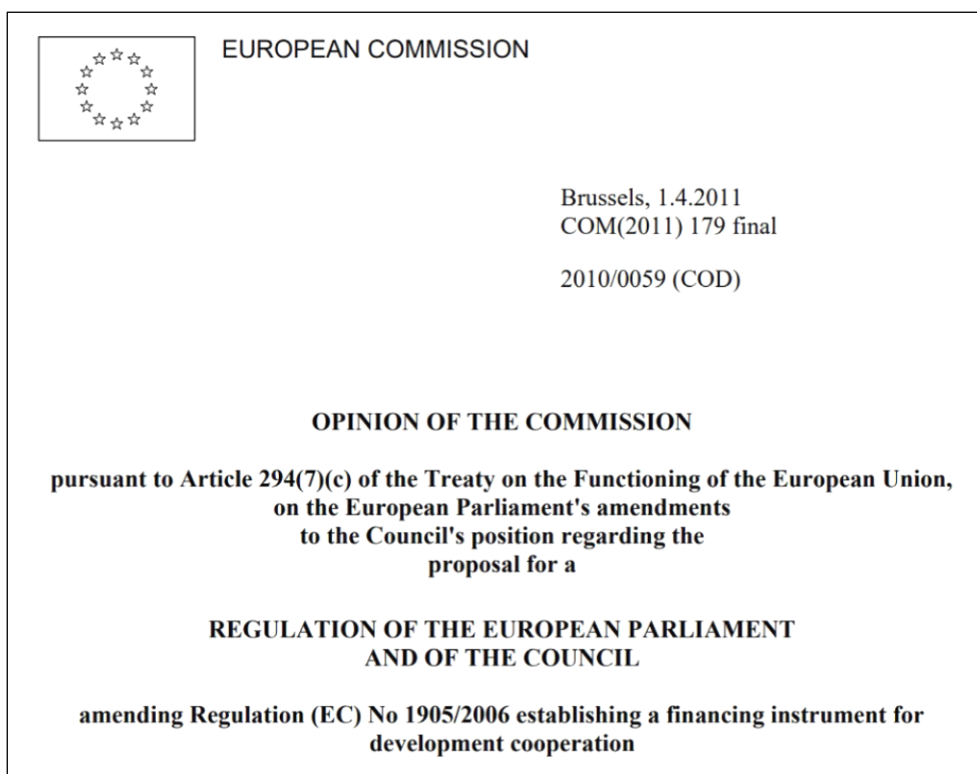 EUROPEAN COMMISSION
Brussels, 1.4.2011
COM(2011) 179 final
2010/0059 (COD)
OPINION OF THE COMMISSION
pursuant to Article 294(7)(c) of the Treaty on the Functioning of the European Union,
on the European Parliament's amendments
to the Council's position regarding the
proposal for a
REGULATION OF THE EUROPEAN PARLIAMENT
AND OF THE COUNCIL
amending Regulation (EC) No 1905/2006 establishing a financing instrument for
development cooperation